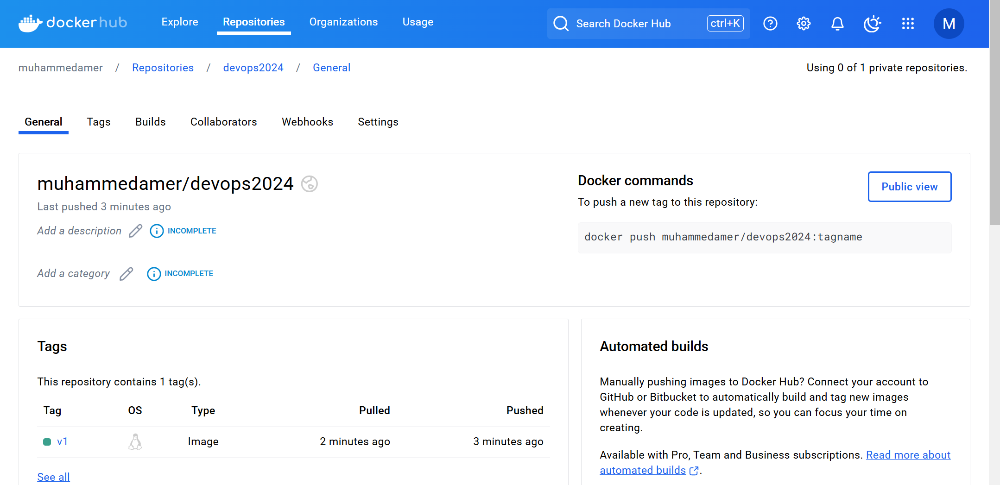 docker hub
Explore Repositories Organizations Usage
Search Docker Hub ctrl+K
M
muhammedamer / Repositories / devops2024 / General
Using 0 of 1 private repositories.
General Tags Builds Collaborators Webhooks Settings
muhammedamer/devops2024
Last pushed 3 minutes ago
Add a description INCOMPLETE
Add a category INCOMPLETE
Docker commands
Public view
To push a new tag to this repository:
docker push muhammedamer/devops2024:tagname
Tags
This repository contains 1 tag(s).
Tag OS Type Pulled Pushed
v1 Image 2 minutes ago 3 minutes ago
See all
Automated builds
Manually pushing images to Docker Hub? Connect your account to
GitHub or Bitbucket to automatically build and tag new images
whenever your code is updated, so you can focus your time on
creating.
Available with Pro, Team and Business subscriptions. Read more about
automated builds .